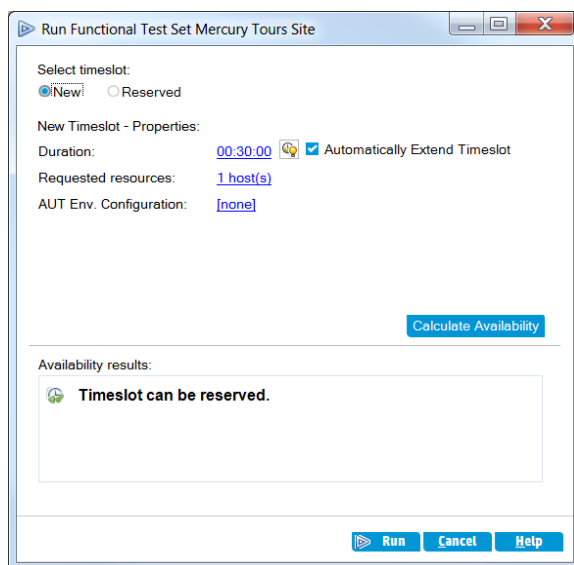 Run Functional Test Set Mercury Tours Site
Select timeslot:
New Reserved
New Timeslot - Properties:
Duration: 00:30:00 Automatically Extend Timeslot
Requested resources: 1 host(s)
AUT Env. Configuration: [none]
Calculate Availability
Availability results:
Timeslot can be reserved.
Run Cancel Help